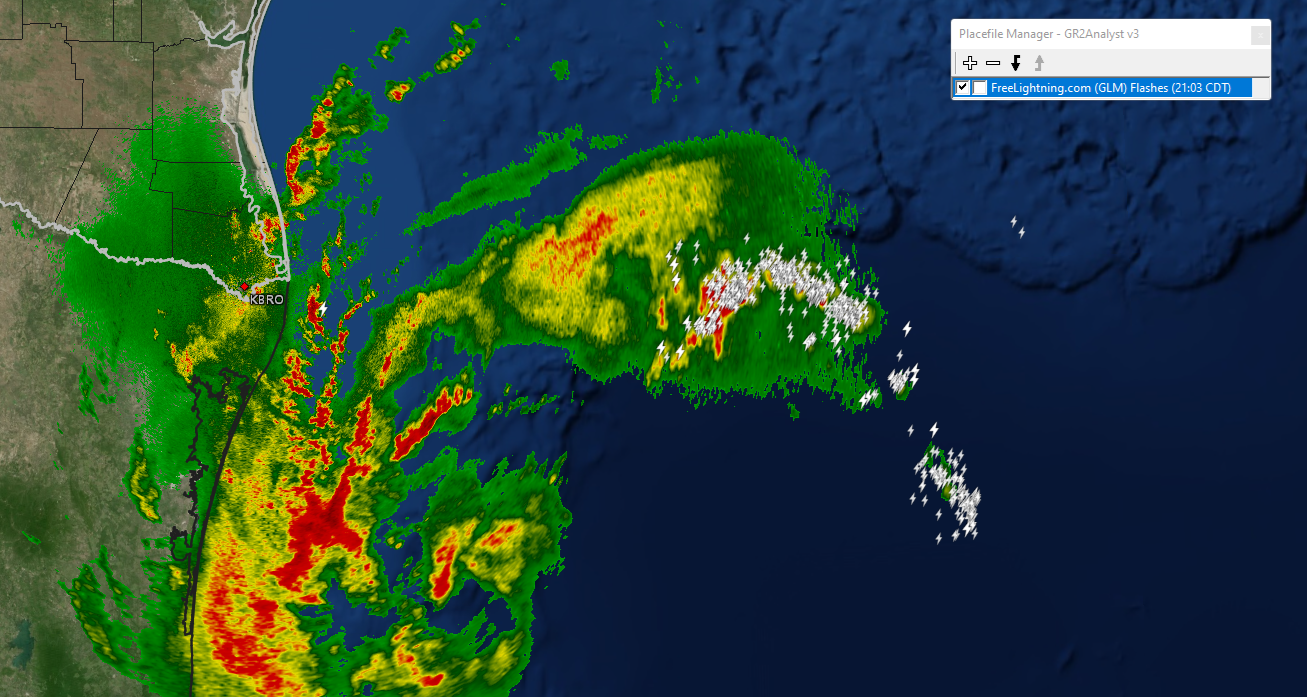 Placefile Manager - GR2Analyst v3
FreeLightning.com (GLM) Flashes (21:03 CDT)
KBRO